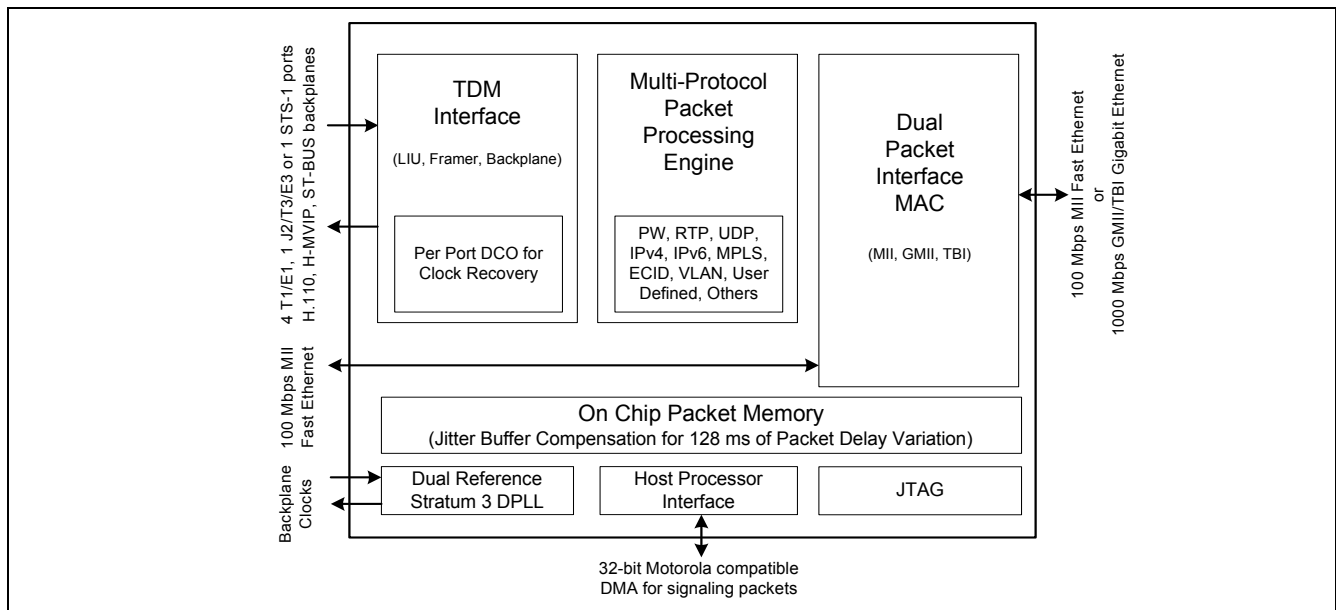 4 T1/E1, 1 J2/T3/E3 or 1 STS-1 ports
H.110, H-MVIP, ST-BUS backplanes
TDM
Interface
(LIU, Framer, Backplane)
Per Port DCO for
Clock Recovery
Multi-Protocol
Packet
Processing
Engine
PW, RTP, UDP,
IPv4, IPv6, MPLS,
ECID, VLAN, User
Defined, Others
Dual
Packet
Interface
MAC
(MII, GMII, TBI)
100 Mbps MII Fast Ethernet
or
1000 Mbps GMII/TBI Gigabit Ethernet
100 Mbps MII
Fast Ethernet
On Chip Packet Memory
(Jitter Buffer Compensation for 128 ms of Packet Delay Variation)
Backplane
Clocks
Dual Reference
Stratum 3 DPLL
Host Processor
Interface
JTAG
32-bit Motorola compatible
DMA for signaling packets